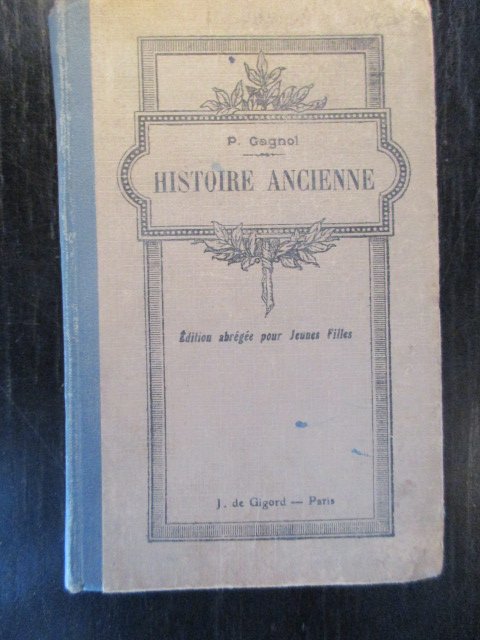 P. Gagnol
HISTOIRE ANCIENNE
Édition abrégée pour Jeunes Filles
J. de Gigord — Paris